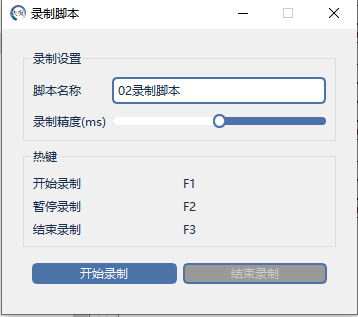 录制脚本
录制设置
脚本名称 02录制脚本
录制精度(ms)
热键
开始录制 F1
暂停录制 F2
结束录制 F3
开始录制 结束录制